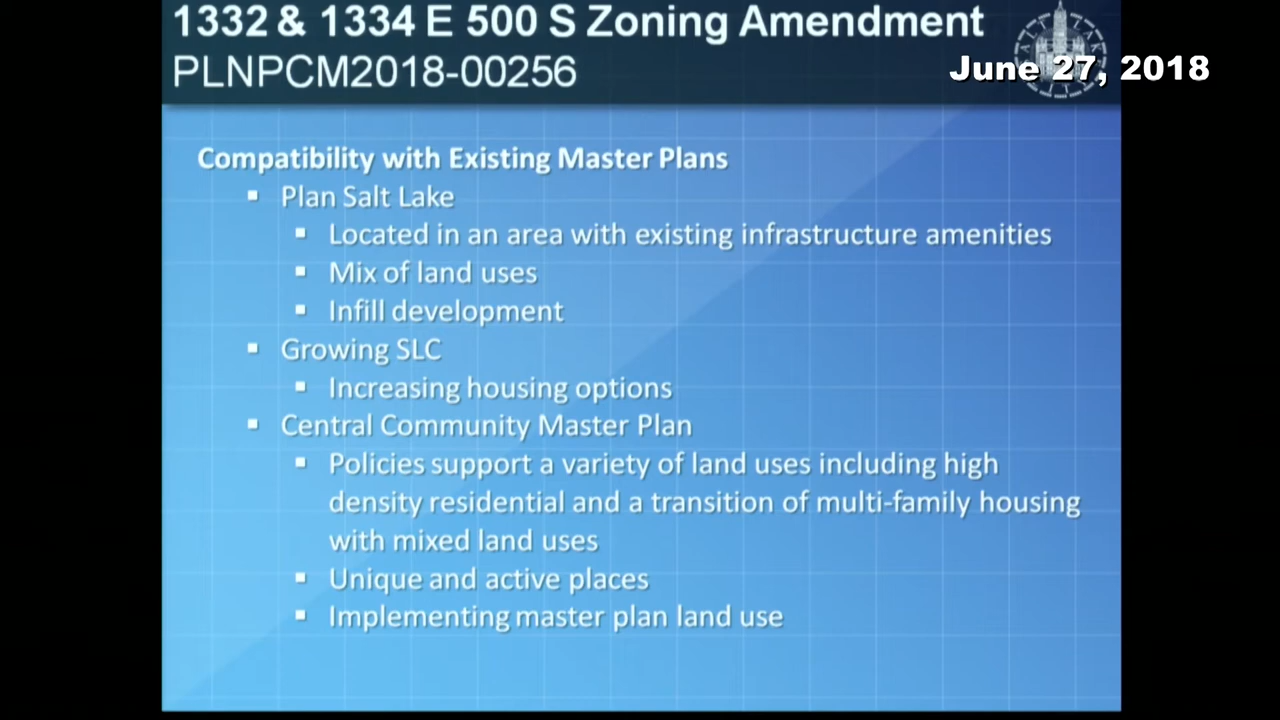 1332 & 1334 E 500 S Zoning Amendment
PLNPCM2018-00256
June 27, 2018
Compatibility with Existing Master Plans
Plan Salt Lake
Located in an area with existing infrastructure amenities
Mix of land uses
Infill development
Growing SLC
Increasing housing options
Central Community Master Plan
Policies support a variety of land uses including high
density residential and a transition of multi-family housing
with mixed land uses
Unique and active places
Implementing master plan land use